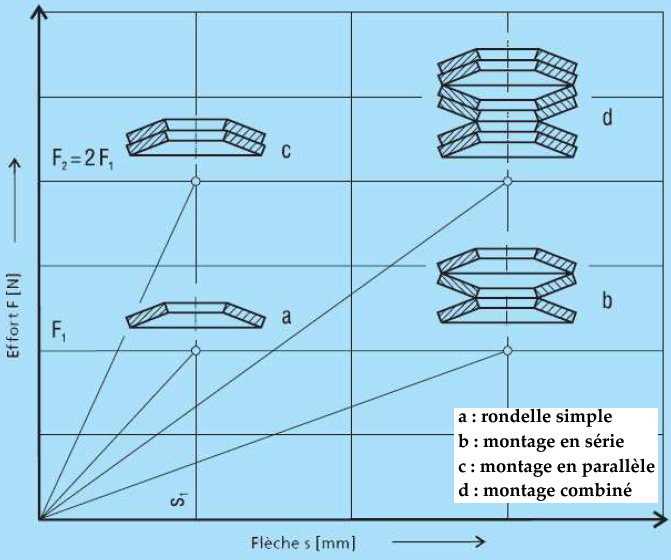 d
F₂ = 2 F₁
c
a
b
F₁
Effort F [N]
S₁
Flèche s [mm]
a : rondelle simple
b : montage en série
c : montage en parallèle
d : montage combiné